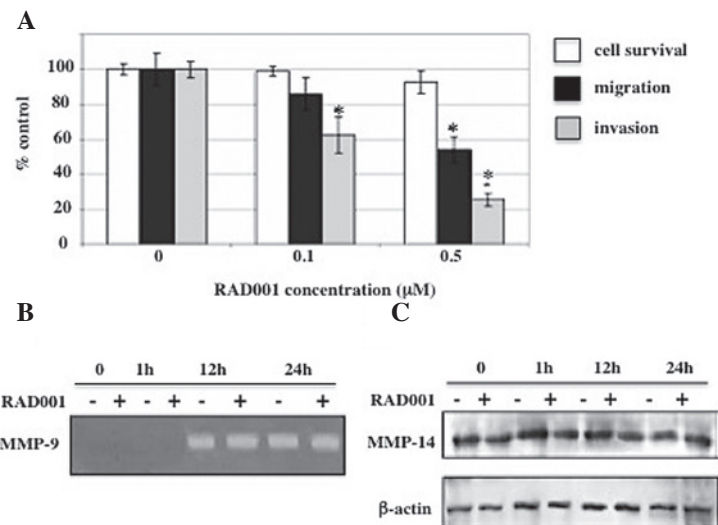 A
% control
100
80
60
40
20
0
* * *
0 0.1 0.5
RAD001 concentration (µM)
cell survival
migration
invasion
B
0 1h 12h 24h
RAD001 - + - + - + - +
MMP-9
C
0 1h 12h 24h
RAD001 - + - + - + - +
MMP-14
β-actin